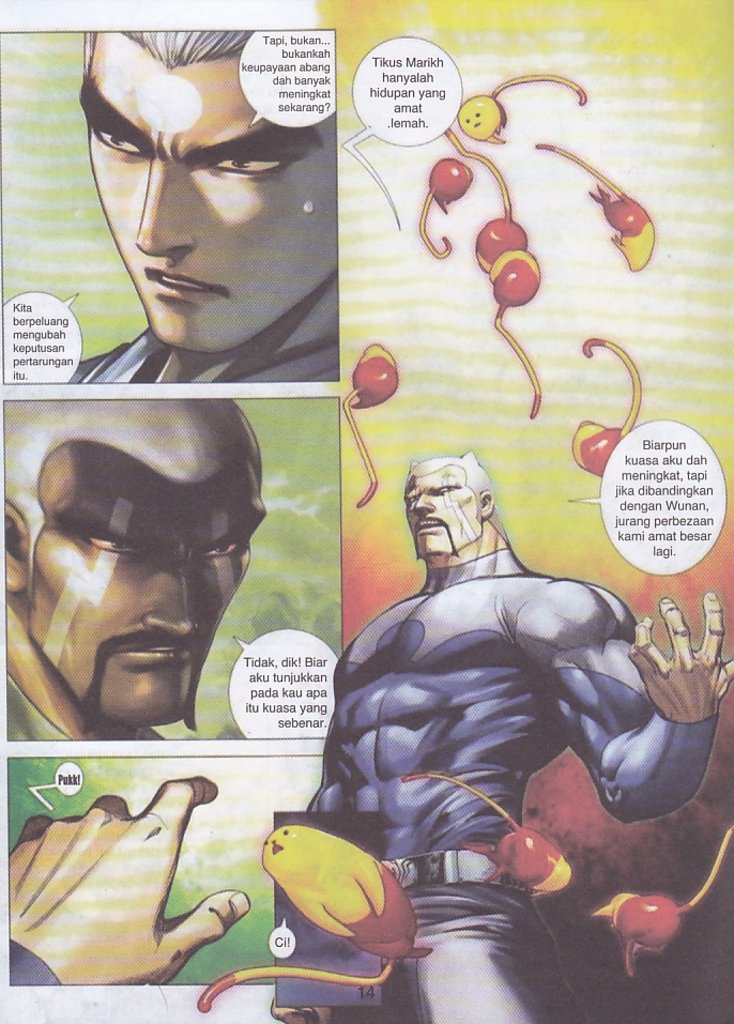 Tapi, bukan...
bukankah
keupayaan abang
dah banyak
meningkat
sekarang?
Kita
berpeluang
mengubah
keputusan
pertarungan
itu.
Tidak, dik! Biar
aku tunjukkan
pada kau apa
itu kuasa yang
sebenar.
Pukk!
Tikus Marikh
hanyalah
hidupan yang
amat
.lemah.
Biarpun
kuasa aku dah
meningkat, tapi
jika dibandingkan
dengan Wunan,
jurang perbezaan
kami amat besar
lagi.
Ci!
14